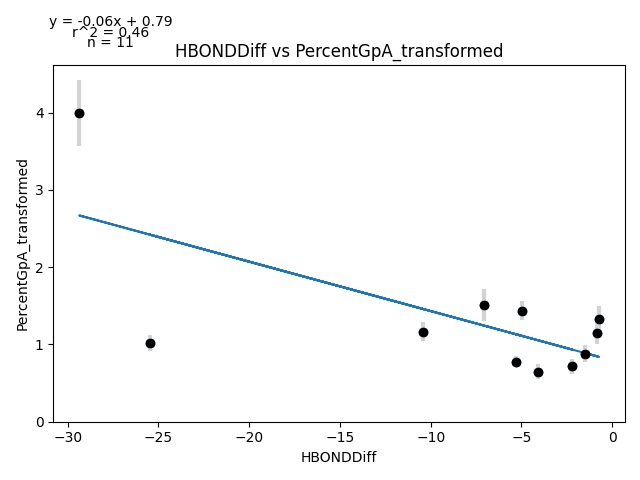 y = -0.06x + 0.79
r^2 = 0.46
n = 11
HBONDDiff vs PercentGpA_transformed
PercentGpA_transformed
4
3
2
1
0
−30 −25 −20 −15 −10 −5 0
HBONDDiff